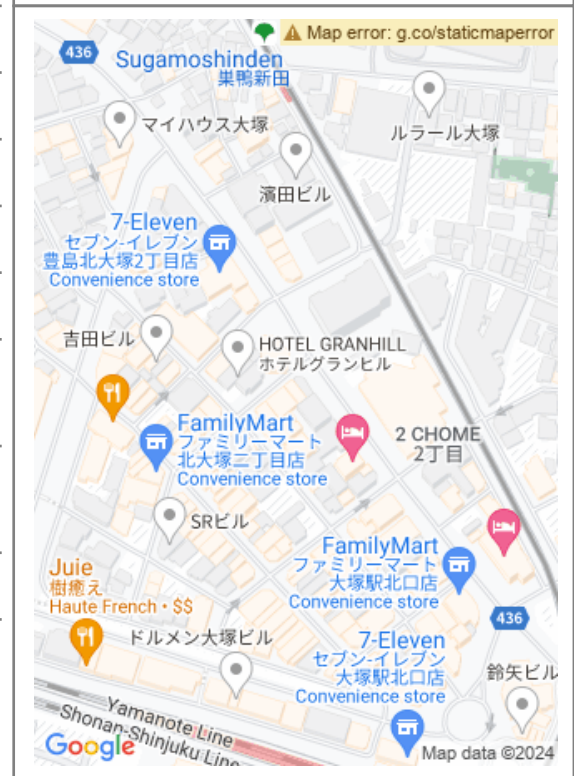 Map error: g.co/staticmaperror
436
Sugamoshinden
巣鴨新田
マイハウス大塚
ルラール大塚
濱田ビル
7-Eleven
セブン-イレブン
豊島北大塚2丁目店
Convenience store
吉田ビル
HOTEL GRANHILL
ホテルグランヒル
FamilyMart
ファミリーマート
北大塚二丁目店
Convenience store
2 CHOME
2丁目
SRビル
FamilyMart
ファミリーマート
大塚駅北口店
Convenience store
Juie
樹癒え
Haute French • $$
436
ドルメン大塚ビル
7-Eleven
セブン-イレブン
大塚駅北口店
Convenience store
鈴矢ビル
Yamanote Line
Shonan-Shinjuku Line
Google
Map data ©2024